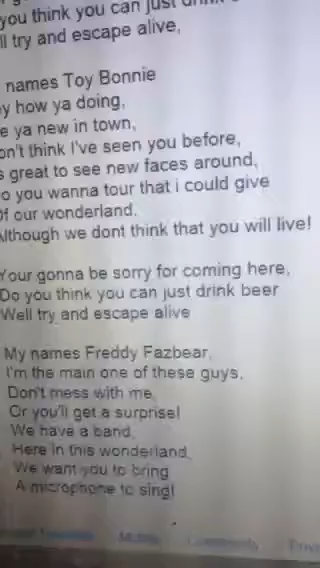 you think you can just
ll try and escape alive,
names Toy Bonnie
y how ya doing,
e ya new in town,
on't think I've seen you before,
s great to see new faces around,
o you wanna tour that i could give
Of our wonderland.
Although we dont think that you will live!
Your gonna be sorry for coming here,
Do you think you can just drink beer
Well try and escape alive
My names Freddy Fazbear,
I'm the main one of these guys,
Don't mess with me,
Or you'll get a surprise!
We have a band,
Here in this wonderland,
We want you to bring
A microphone to sing!